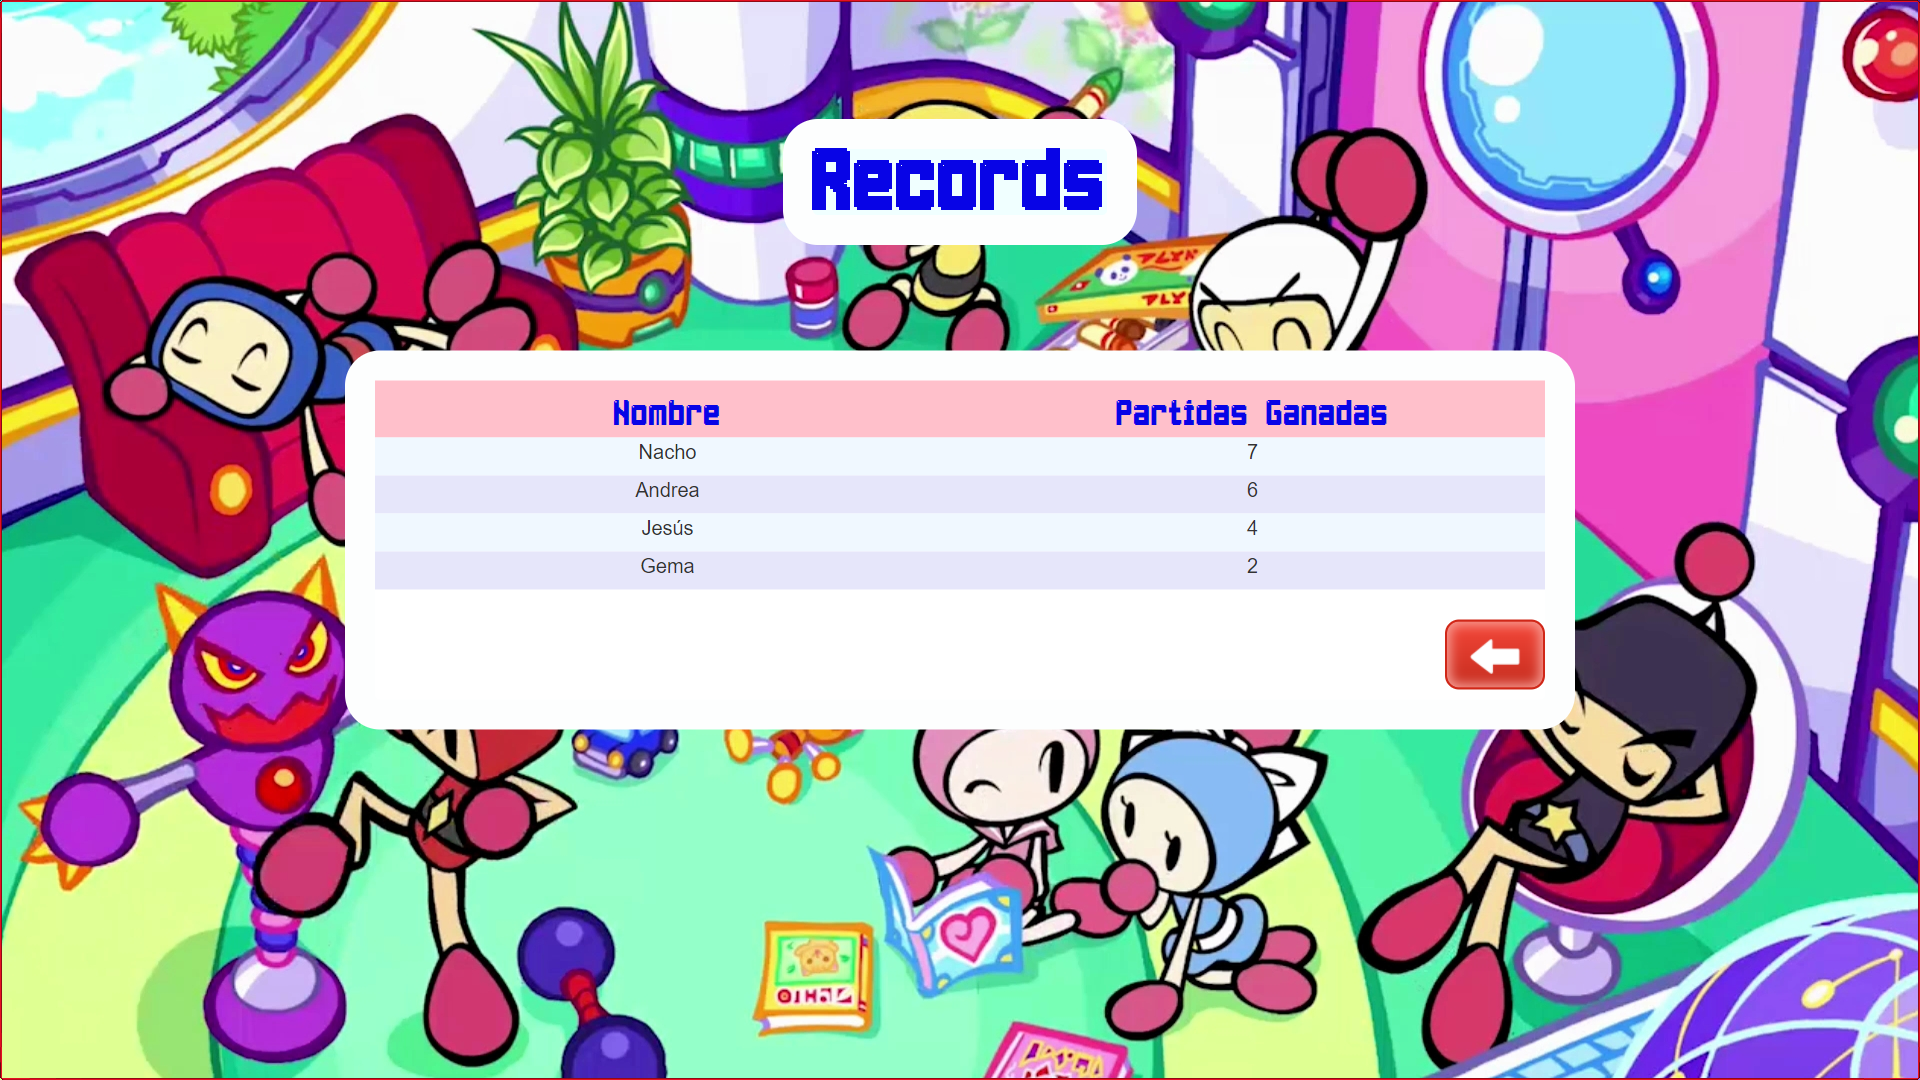 Records
Nombre Partidas Ganadas
Nacho 7
Andrea 6
Jesús 4
Gema 2